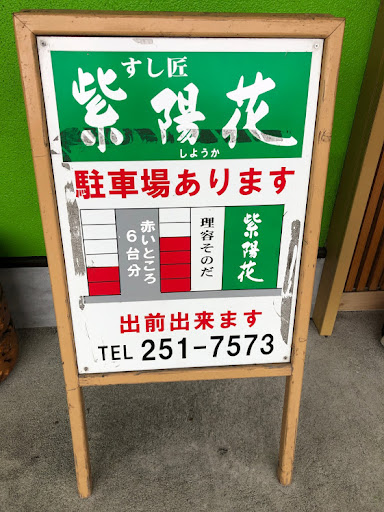 すし匠
紫陽花
しようか
駐車場あります
赤いところ
6台分
理容そのだ
紫陽花
出前出来ます
TEL 251-7573